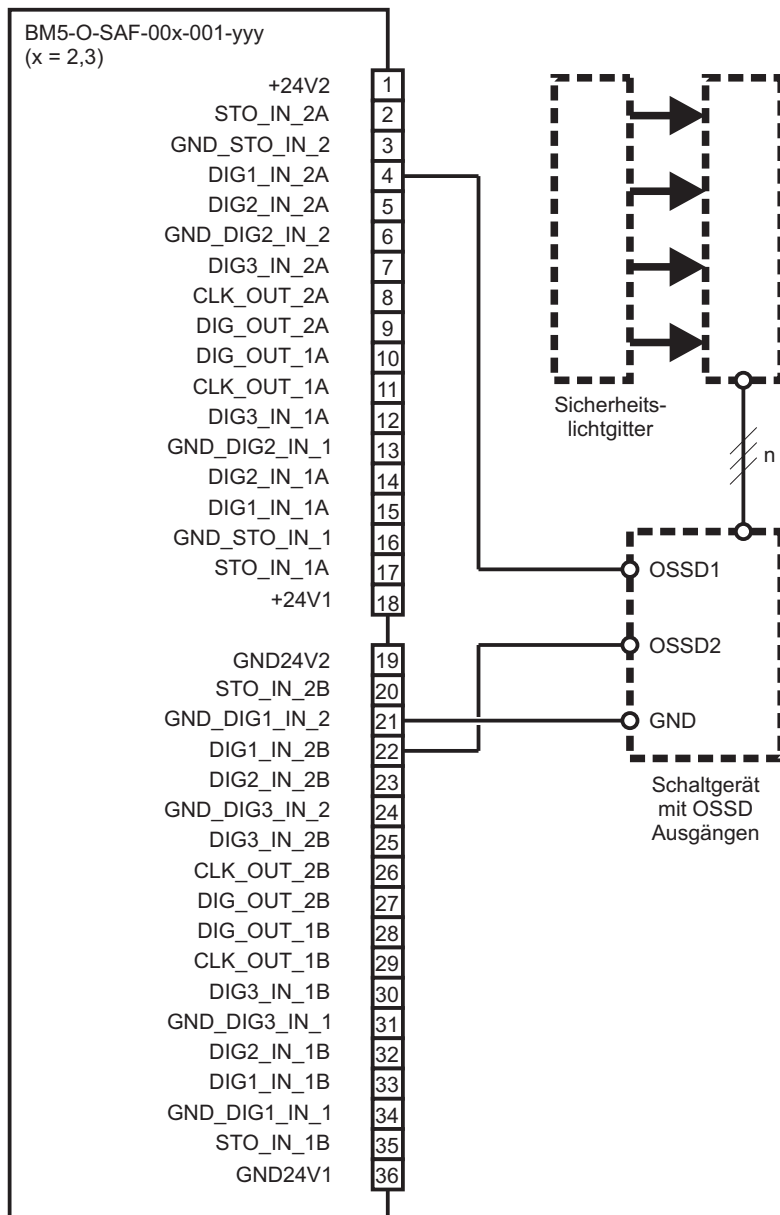 BM5-O-SAF-00x-001-yyy
(x = 2,3)
+24V2 1
STO_IN_2A 2
GND_STO_IN_2 3
DIG1_IN_2A 4
DIG2_IN_2A 5
GND_DIG2_IN_2 6
DIG3_IN_2A 7
CLK_OUT_2A 8
DIG_OUT_2A 9
DIG_OUT_1A 10
CLK_OUT_1A 11
DIG3_IN_1A 12
GND_DIG2_IN_1 13
DIG2_IN_1A 14
DIG1_IN_1A 15
GND_STO_IN_1 16
STO_IN_1A 17
+24V1 18
GND24V2 19
STO_IN_2B 20
GND_DIG1_IN_2 21
DIG1_IN_2B 22
DIG2_IN_2B 23
GND_DIG3_IN_2 24
DIG3_IN_2B 25
CLK_OUT_2B 26
DIG_OUT_2B 27
DIG_OUT_1B 28
CLK_OUT_1B 29
DIG3_IN_1B 30
GND_DIG3_IN_1 31
DIG2_IN_1B 32
DIG1_IN_1B 33
GND_DIG1_IN_1 34
STO_IN_1B 35
GND24V1 36
Sicherheits-
lichtgitter
n
OSSD1
OSSD2
GND
Schaltgerät
mit OSSD
Ausgängen